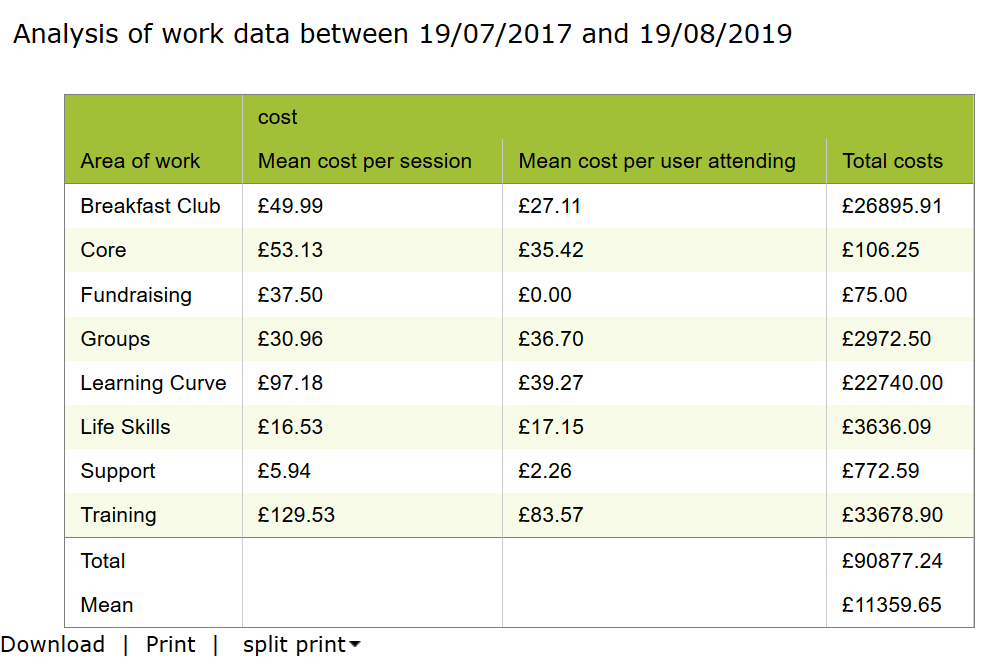 Analysis of work data between 19/07/2017 and 19/08/2019
cost
Area of work Mean cost per session Mean cost per user attending Total costs
Breakfast Club £49.99 £27.11 £26895.91
Core £53.13 £35.42 £106.25
Fundraising £37.50 £0.00 £75.00
Groups £30.96 £36.70 £2972.50
Learning Curve £97.18 £39.27 £22740.00
Life Skills £16.53 £17.15 £3636.09
Support £5.94 £2.26 £772.59
Training £129.53 £83.57 £33678.90
Total £90877.24
Mean £11359.65
Download | Print | split print